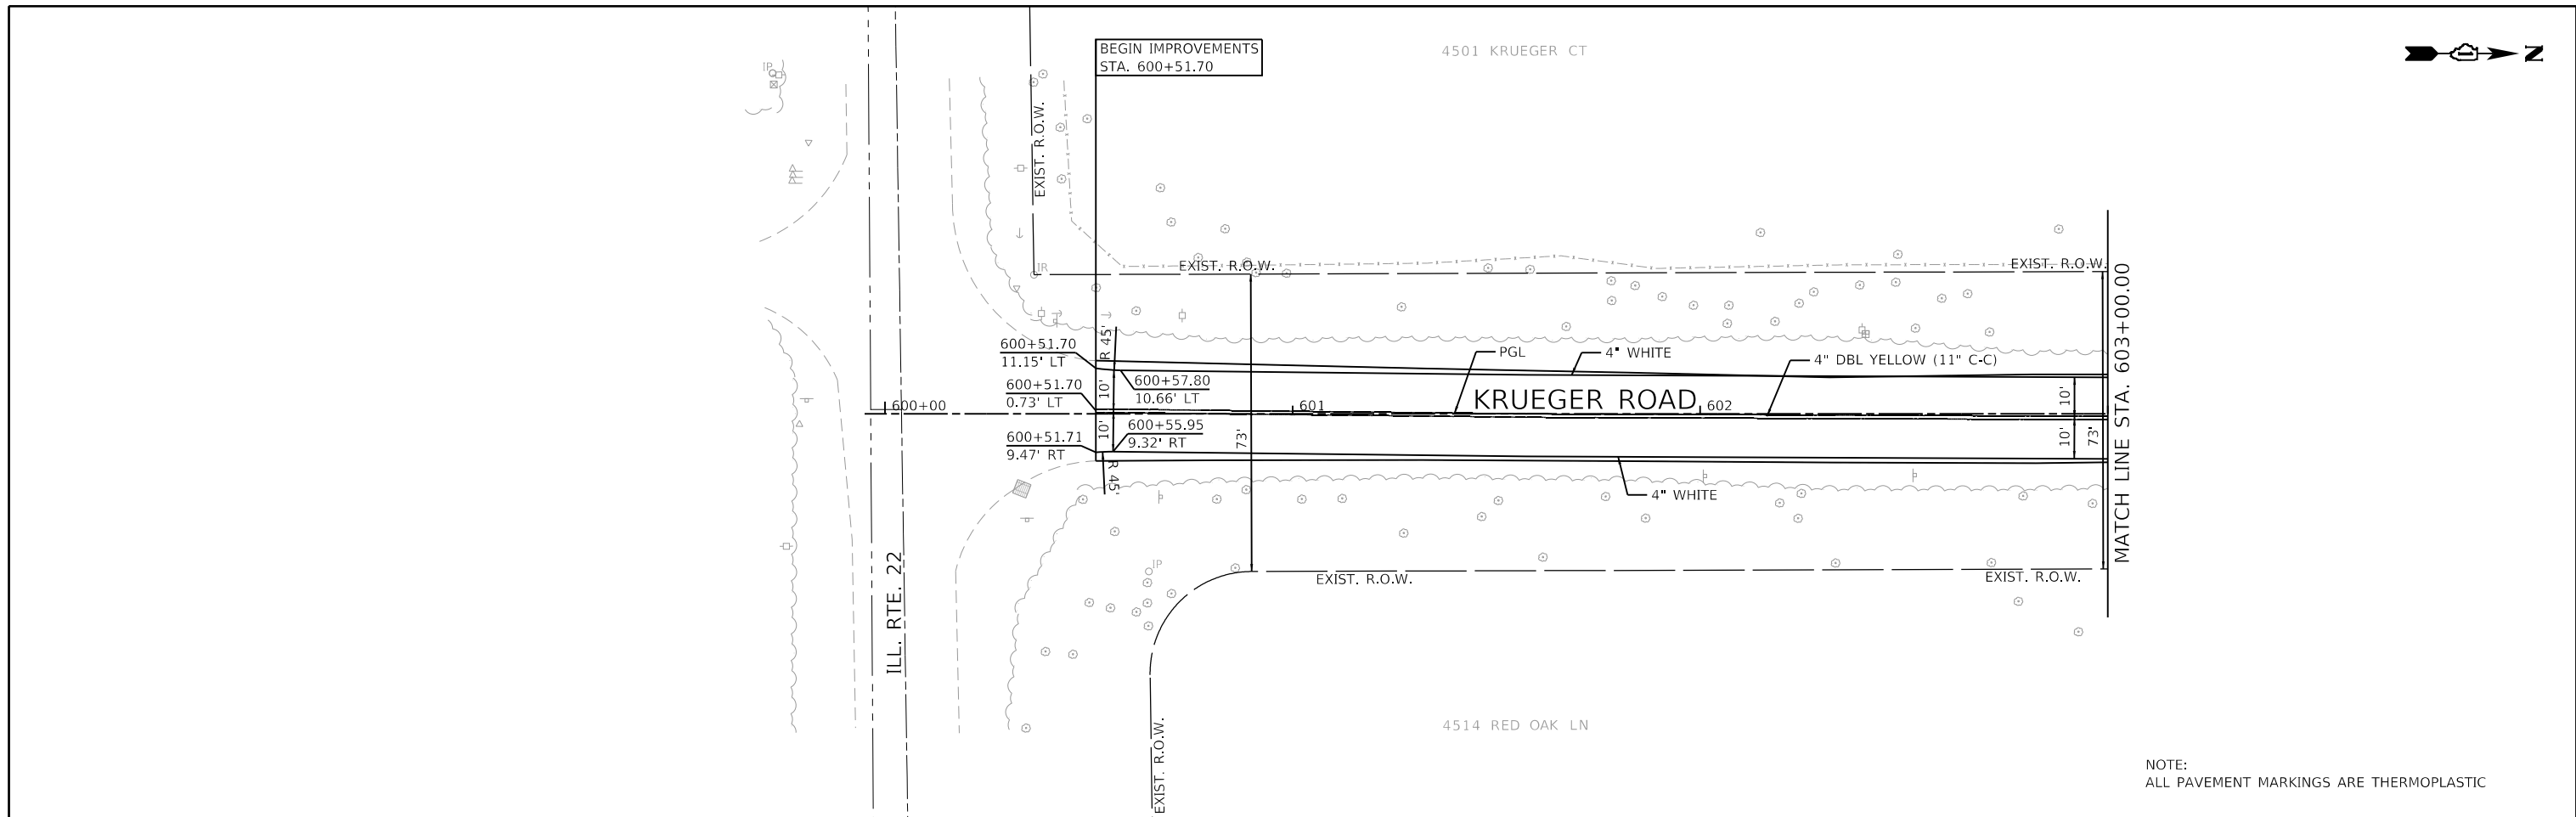 BEGIN IMPROVEMENTS
STA. 600+51.70
4501 KRUEGER CT
N
IP
EXIST. R.O.W.
IR
EXIST. R.O.W.
EXIST. R.O.W.
R 45'
600+51.70
11.15' LT
PGL
4" WHITE
4" DBL YELLOW (11" C-C)
600+57.80
10.66' LT
600+51.70
0.73' LT
10'
10'
KRUEGER ROAD
600+00
601
602
600+55.95
9.32' RT
600+51.71
9.47' RT
10'
73'
10'
73'
MATCH LINE STA. 603+00.00
R 45'
4" WHITE
ILL. RTE. 22
IP
EXIST. R.O.W.
EXIST. R.O.W.
EXIST. R.O.W.
4514 RED OAK LN
NOTE:
ALL PAVEMENT MARKINGS ARE THERMOPLASTIC